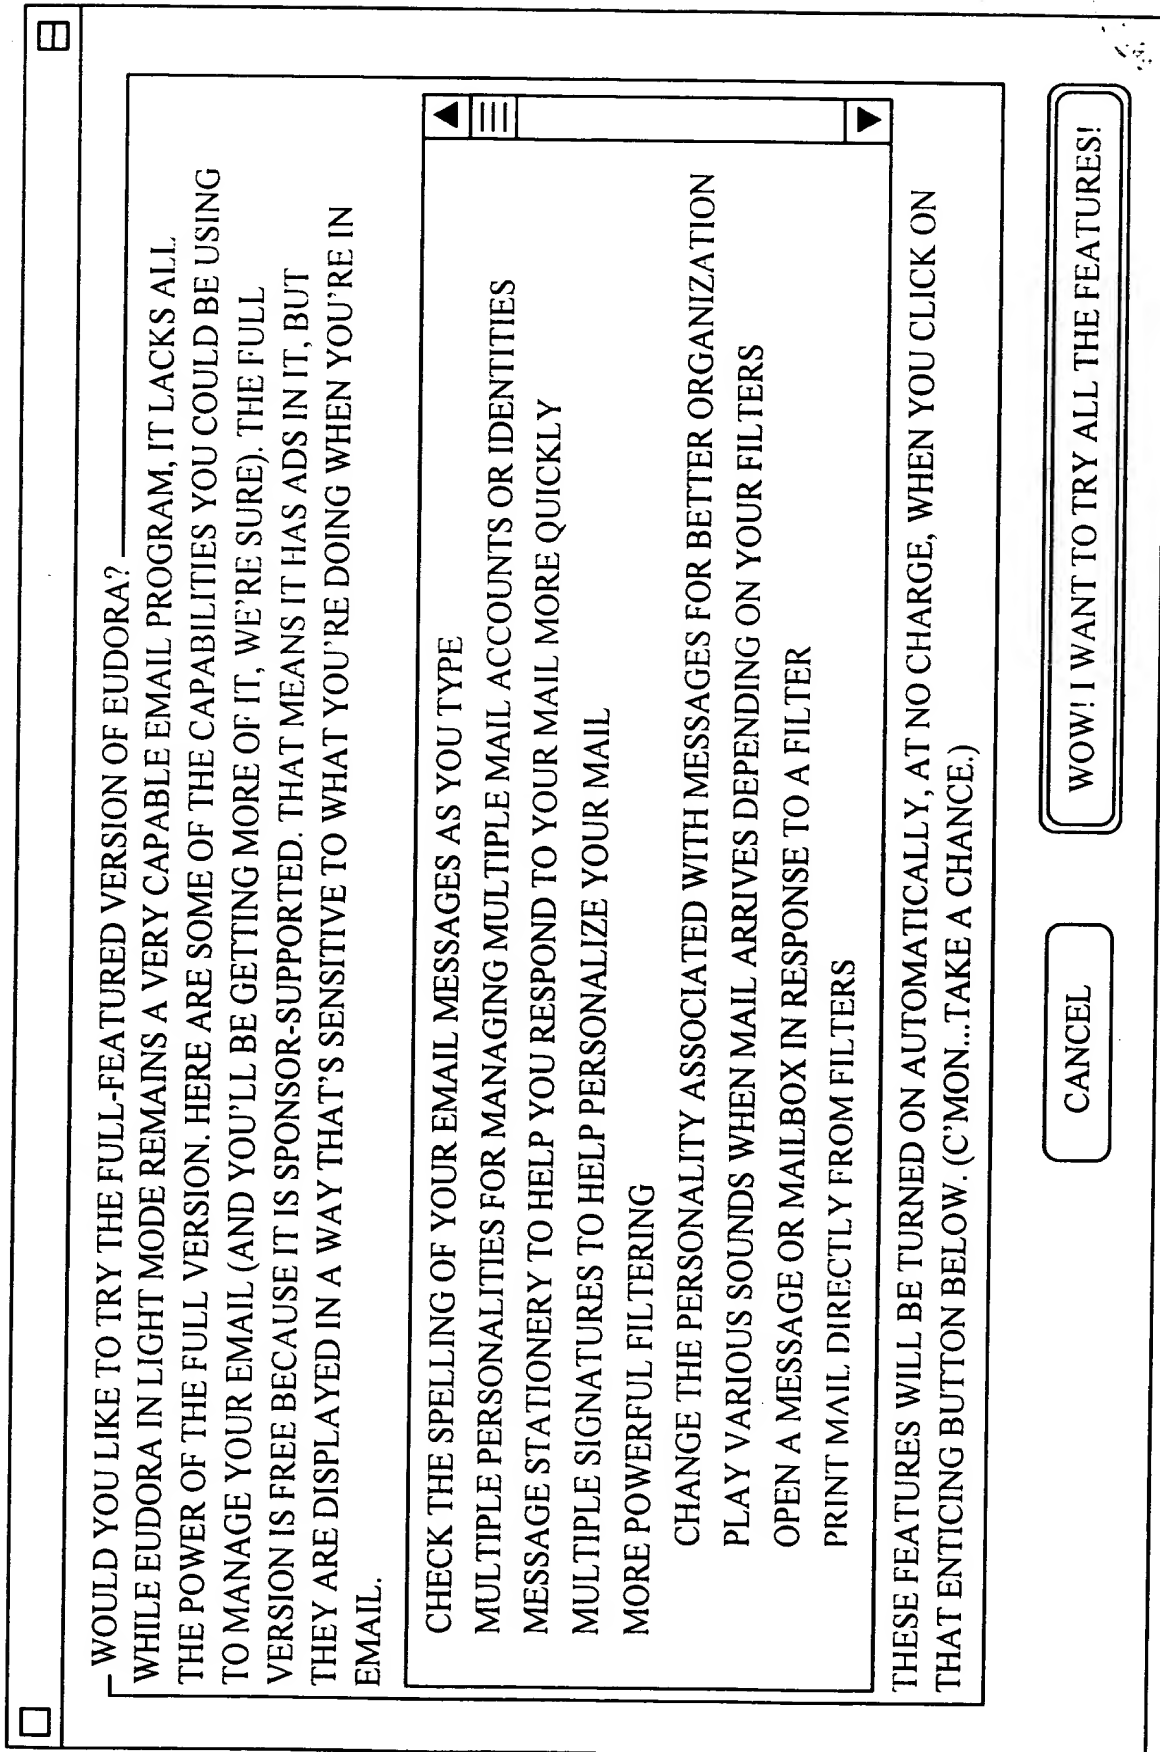 WOULD YOU LIKE TO TRY THE FULL-FEATURED VERSION OF EUDORA?
WHILE EUDORA IN LIGHT MODE REMAINS A VERY CAPABLE EMAIL PROGRAM, IT LACKS ALL
THE POWER OF THE FULL VERSION. HERE ARE SOME OF THE CAPABILITIES YOU COULD BE USING
TO MANAGE YOUR EMAIL (AND YOU'LL BE GETTING MORE OF IT, WE'RE SURE). THE FULL
VERSION IS FREE BECAUSE IT IS SPONSOR-SUPPORTED. THAT MEANS IT HAS ADS IN IT, BUT
THEY ARE DISPLAYED IN A WAY THAT'S SENSITIVE TO WHAT YOU'RE DOING WHEN YOU'RE IN
EMAIL.
CHECK THE SPELLING OF YOUR EMAIL MESSAGES AS YOU TYPE
MULTIPLE PERSONALITIES FOR MANAGING MULTIPLE MAIL ACCOUNTS OR IDENTITIES
MESSAGE STATIONERY TO HELP YOU RESPOND TO YOUR MAIL MORE QUICKLY
MULTIPLE SIGNATURES TO HELP PERSONALIZE YOUR MAIL
MORE POWERFUL FILTERING
CHANGE THE PERSONALITY ASSOCIATED WITH MESSAGES FOR BETTER ORGANIZATION
PLAY VARIOUS SOUNDS WHEN MAIL ARRIVES DEPENDING ON YOUR FILTERS
OPEN A MESSAGE OR MAILBOX IN RESPONSE TO A FILTER
PRINT MAIL DIRECTLY FROM FILTERS
THESE FEATURES WILL BE TURNED ON AUTOMATICALLY, AT NO CHARGE, WHEN YOU CLICK ON
THAT ENTICING BUTTON BELOW. (C'MON...TAKE A CHANCE.)
CANCEL
WOW! I WANT TO TRY ALL THE FEATURES!